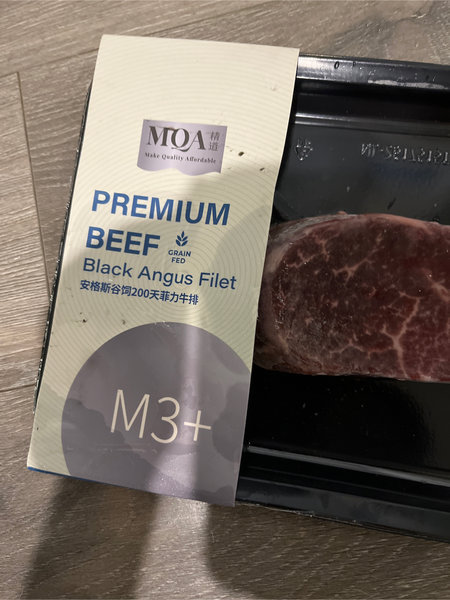 MQA 精造
Make Quality Affordable
PREMIUM
BEEF
GRAIN
FED
Black Angus Filet
安格斯谷饲200天菲力牛排
M3+